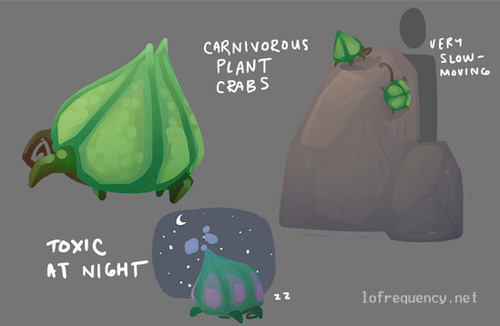 CARNIVOROUS
PLANT
CRABS
VERY
SLOW-
MOVING
TOXIC
AT NIGHT
zz
lofrequency.net